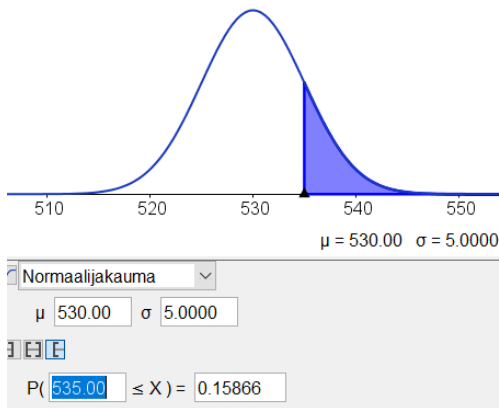 510 520 530 540 550
μ = 530.00 σ = 5.0000
Normaalijakauma
μ 530.00 σ 5.0000
P( 535.00 ≤ X ) = 0.15866